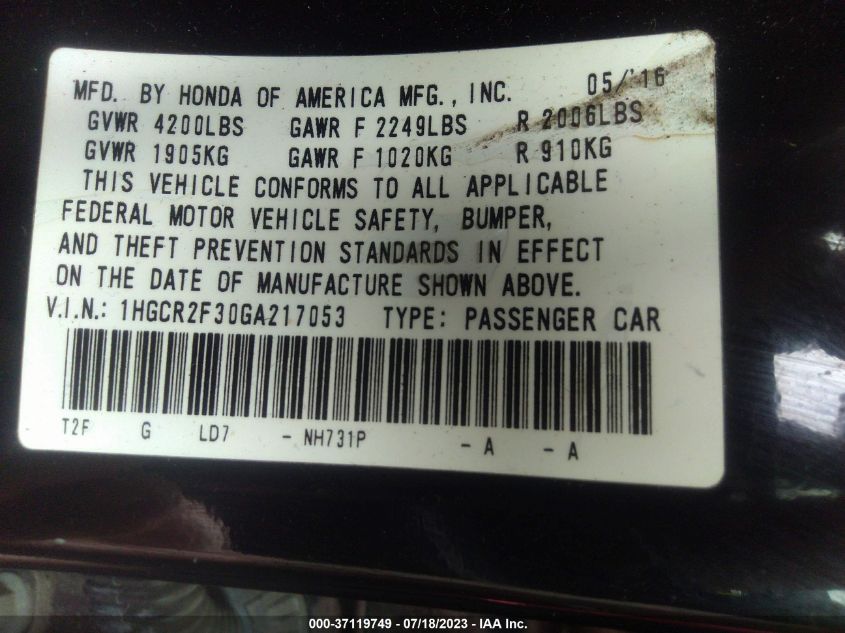 MFD. BY HONDA OF AMERICA MFG., INC. 05/'16
GVWR 4200LBS GAWR F 2249LBS R 2006LBS
GVWR 1905KG GAWR F 1020KG R 910KG
THIS VEHICLE CONFORMS TO ALL APPLICABLE
FEDERAL MOTOR VEHICLE SAFETY, BUMPER,
AND THEFT PREVENTION STANDARDS IN EFFECT
ON THE DATE OF MANUFACTURE SHOWN ABOVE.
V.I.N.: 1HGCR2F30GA217053 TYPE: PASSENGER CAR
T2F G LD7 - NH731P - A - A
000-37119749 - 07/18/2023 - IAA Inc.